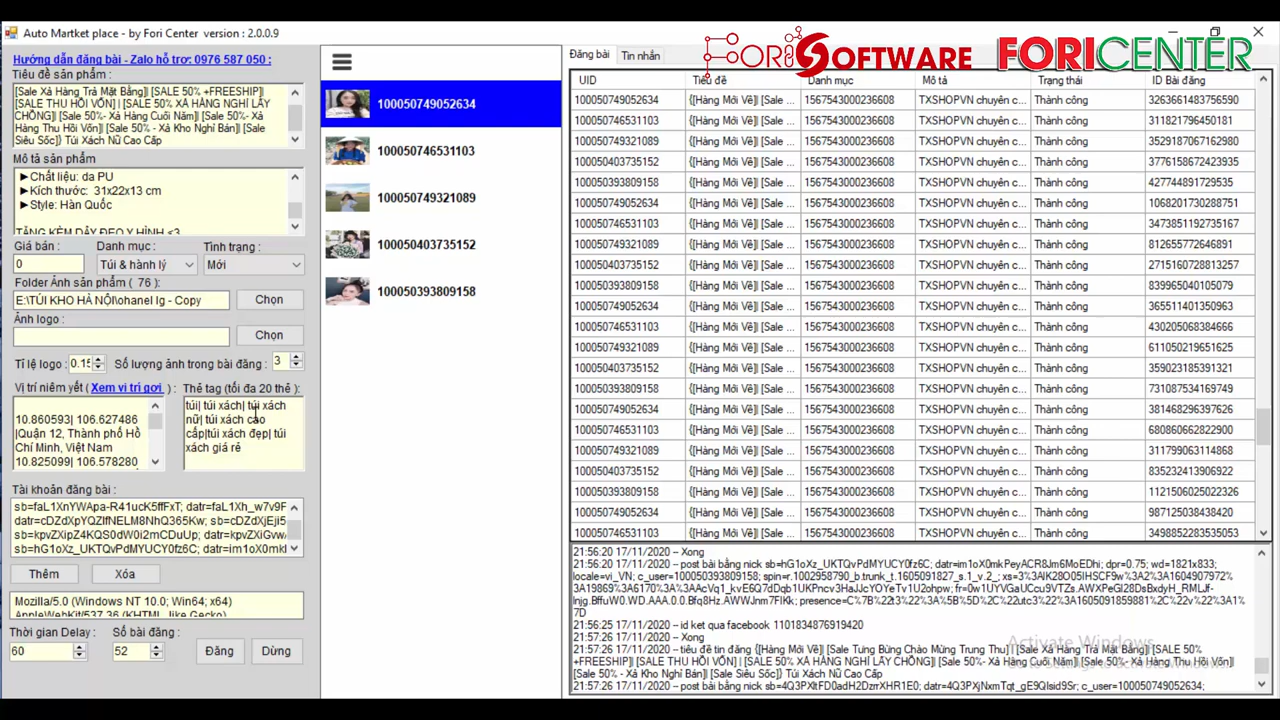 Auto Martket place - by Fori Center version : 2.0.0.9
FORI SOFTWARE
FORICENTER
Hướng dẫn đăng bài - Zalo hỗ trợ: 0976 587 050 :
Tiêu đề sản phẩm :
[Sale Xả Hàng Trả Mặt Bằng]| [SALE 50% +FREESHIP]|
[SALE THU HỒI VỐN] | [SALE 50% XẢ HÀNG NGHỈ LẤY
CHỒNG]| [Sale 50%- Xả Hàng Cuối Năm]| [Sale 50%- Xả
Hàng Thu Hồi Vốn]| [Sale 50% - Xả Kho Nghỉ Bán]| [Sale
Siêu Sốc]} Túi Xách Nữ Cao Cấp
Mô tả sản phẩm
►Chất liệu: da PU
►Kích thước: 31x22x13 cm
►Style: Hàn Quốc
TẶNG KÈM DÂY ĐEO Y HÌNH <3
Giá bán :
Danh mục :
Tình trạng :
0
Túi & hành lý
Mới
Folder Ảnh sản phẩm ( 76) :
E:\TÚI KHO HÀ NỘI\ohanel lg - Copy
Chọn
Ảnh logo :
Chọn
Tỉ lệ logo :
0.15
Số lượng ảnh trong bài đăng :
3
Vị trí niêm yết ( Xem vị trí gợi ) :
Thẻ tag (tối đa 20 thẻ ) :
10.860593| 106.627486
|Quận 12, Thành phố Hồ
Chí Minh, Việt Nam
10.825099| 106.578280
túi| túi xách| túi xách
nữ| túi xách cao
cấp|túi xách đẹp| túi
xách giá rẻ
Tài khoản đăng bài :
sb=faL1XnYWApa-R41ucK5ffFxT; datr=faL1Xh_w7v9F
datr=cDZdXpYQZIfNELM8NhQ365Kw; sb=cDZdXjEji5
sb=kpvZXipZ4KQS0dW0i2mCDuUp; datr=kpvZXiGvw
sb=hG1oXz_UKTQvPdMYUCY0fz6C; datr=im1oX0mkl
Thêm
Xóa
Mozilla/5.0 (Windows NT 10.0; Win64; x64)
AppleWebKit/537.36 (KHTML, like Gecko)
Thời gian Delay :
Số bài đăng :
60
52
Đăng
Dừng
100050749052634
100050746531103
100050749321089
100050403735152
100050393809158
Đăng bài
Tin nhắn
UID Tiêu đề Danh mục Mô tả Trạng thái ID Bài đăng
100050749052634 {[Hàng Mới Về]| [Sale ... 1567543000236608 TXSHOPVN chuyên c... Thành công 3263661483756590
100050746531103 {[Hàng Mới Về]| [Sale ... 1567543000236608 TXSHOPVN chuyên c... Thành công 311821796450181
100050749321089 {[Hàng Mới Về]| [Sale ... 1567543000236608 TXSHOPVN chuyên c... Thành công 3529187067162980
100050403735152 {[Hàng Mới Về]| [Sale ... 1567543000236608 TXSHOPVN chuyên c... Thành công 3776158672423935
100050393809158 {[Hàng Mới Về]| [Sale ... 1567543000236608 TXSHOPVN chuyên c... Thành công 427744891729535
100050749052634 {[Hàng Mới Về]| [Sale ... 1567543000236608 TXSHOPVN chuyên c... Thành công 1068201730288751
100050746531103 {[Hàng Mới Về]| [Sale ... 1567543000236608 TXSHOPVN chuyên c... Thành công 3473851192735167
100050749321089 {[Hàng Mới Về]| [Sale ... 1567543000236608 TXSHOPVN chuyên c... Thành công 812655772646891
100050403735152 {[Hàng Mới Về]| [Sale ... 1567543000236608 TXSHOPVN chuyên c... Thành công 2715160728813257
100050393809158 {[Hàng Mới Về]| [Sale ... 1567543000236608 TXSHOPVN chuyên c... Thành công 839965040105079
100050749052634 {[Hàng Mới Về]| [Sale ... 1567543000236608 TXSHOPVN chuyên c... Thành công 365511401350963
100050746531103 {[Hàng Mới Về]| [Sale ... 1567543000236608 TXSHOPVN chuyên c... Thành công 430205068384666
100050749321089 {[Hàng Mới Về]| [Sale ... 1567543000236608 TXSHOPVN chuyên c... Thành công 611050219651625
100050403735152 {[Hàng Mới Về]| [Sale ... 1567543000236608 TXSHOPVN chuyên c... Thành công 359023185391321
100050393809158 {[Hàng Mới Về]| [Sale ... 1567543000236608 TXSHOPVN chuyên c... Thành công 731087534169749
100050749052634 {[Hàng Mới Về]| [Sale ... 1567543000236608 TXSHOPVN chuyên c... Thành công 381468296397626
100050746531103 {[Hàng Mới Về]| [Sale ... 1567543000236608 TXSHOPVN chuyên c... Thành công 680860662822900
100050749321089 {[Hàng Mới Về]| [Sale ... 1567543000236608 TXSHOPVN chuyên c... Thành công 311799063114868
100050403735152 {[Hàng Mới Về]| [Sale ... 1567543000236608 TXSHOPVN chuyên c... Thành công 835232413906922
100050393809158 {[Hàng Mới Về]| [Sale ... 1567543000236608 TXSHOPVN chuyên c... Thành công 1121506025022326
100050749052634 {[Hàng Mới Về]| [Sale ... 1567543000236608 TXSHOPVN chuyên c... Thành công 987125038438420
100050746531103 {[Hàng Mới Về]| [Sale ... 1567543000236608 TXSHOPVN chuyên c... Thành công 3498852283535053
21:56:20 17/11/2020 -- Xong
21:56:20 17/11/2020 -- post bài bằng nick sb=hG1oXz_UKTQvPdMYUCY0fz6C; datr=im1oX0mkPeyACR8Jm6MoEDhi; dpr=0.75; wd=1821x833;
locale=vi_VN; c_user=100050393809158; spin=r.1002958790_b.trunk_t.1605091827_s.1_v.2_;
21:56:25 17/11/2020 -- id ket qua facebook 1101834876919420
21:57:26 17/11/2020 -- Xong
21:57:26 17/11/2020 -- tiêu đề tin đăng {[Hàng Mới Về]| [Sale Tưng Bừng Chào Mừng Trung Thu] | [Sale Xả Hàng Trả Mặt Bằng]| [SALE 50%
+FREESHIP]| [SALE THU HỒI VỐN] | [SALE 50% XẢ HÀNG NGHỈ LẤY CHỒNG]| [Sale 50%- Xả Hàng Cuối Năm]| [Sale 50%- Xả Hàng Thu Hồi Vốn]|
[Sale 50% - Xả Kho Nghỉ Bán]| [Sale Siêu Sốc]} Túi Xách Nữ Cao Cấp
21:57:26 17/11/2020 -- post bài bằng nick sb=4Q3PXltFD0adH2DzrrXHR1E0; datr=4Q3PXjNxmTqt_gE9Qlsid9Sr; c_user=100050749052634;
Activate Windows